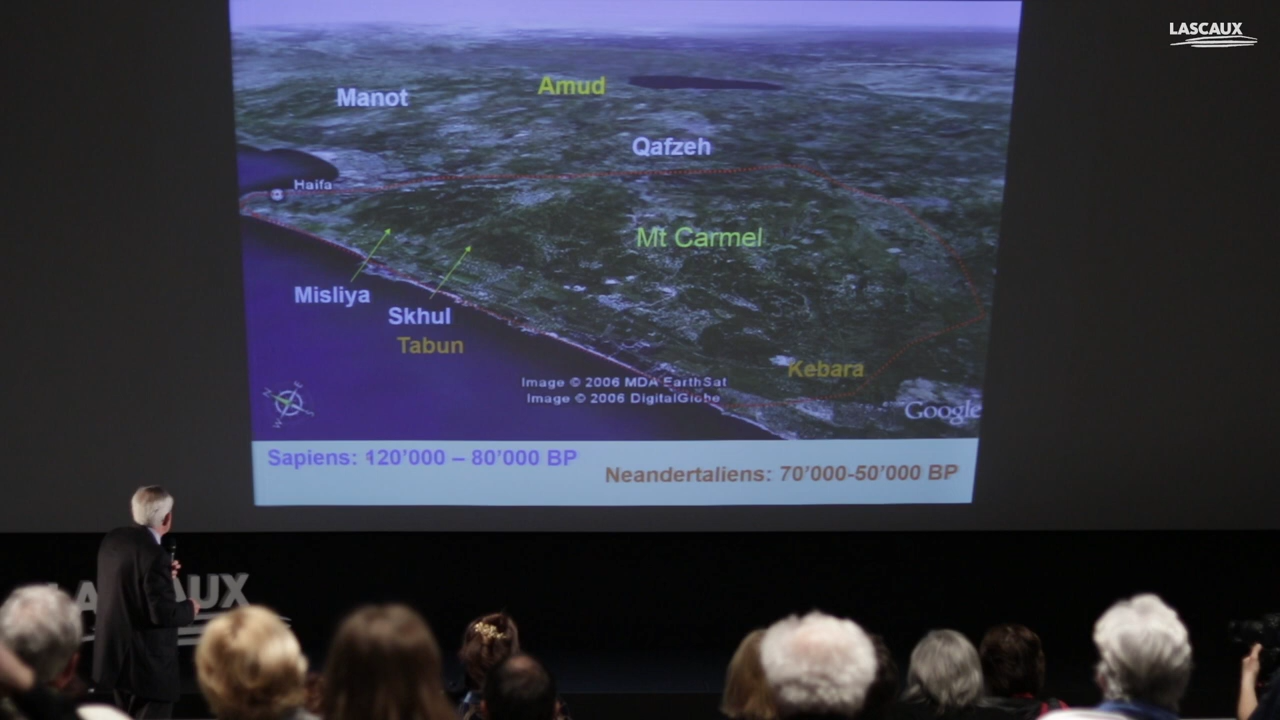 LASCAUX
Amud
Manot
Qafzeh
Haifa
Mt Carmel
Misliya
Skhul
Tabun
Kebara
Image © 2006 MDA EarthSat
Image © 2006 DigitalGlobe
Google
Sapiens: 120'000 – 80'000 BP
Neandertaliens: 70'000-50'000 BP